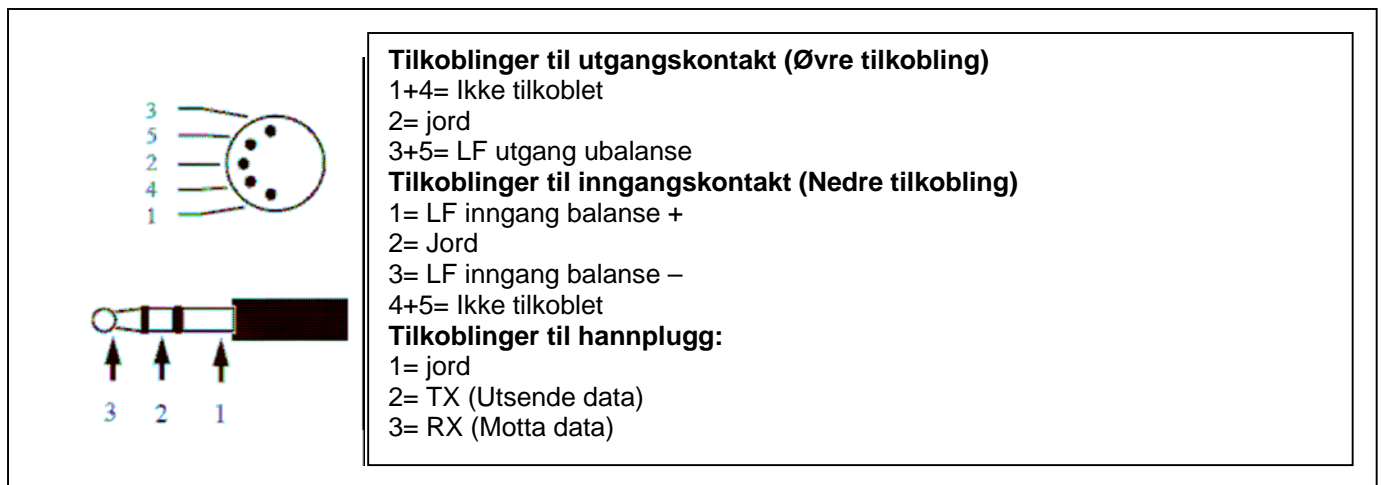 3
5
2
4
1
3 2 1
Tilkoblinger til utgangskontakt (Øvre tilkobling)
1+4= Ikke tilkoblet
2= jord
3+5= LF utgang ubalanse
Tilkoblinger til inngangskontakt (Nedre tilkobling)
1= LF inngang balanse +
2= Jord
3= LF inngang balanse –
4+5= Ikke tilkoblet
Tilkoblinger til hannplugg:
1= jord
2= TX (Utsende data)
3= RX (Motta data)